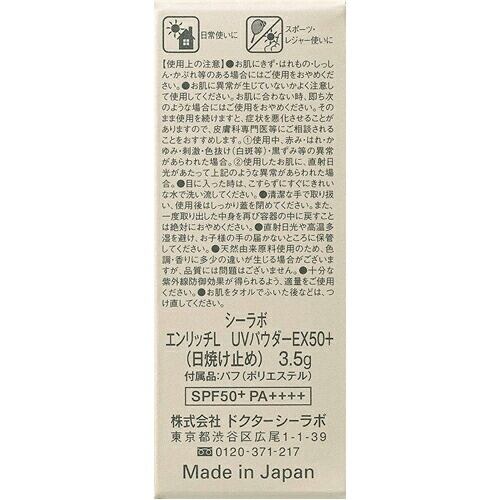 日常使いに
スポーツ・
レジャー使いに
【使用上の注意】●お肌にきず・はれもの・しっし
ん・かぶれ等のある場合にはご使用をおやめくだ
さい。●お肌に異常が生じていないかよく注意し
て使用してください。お肌に合わない時、即ち次
のような場合にはご使用をおやめください。その
まま使用を続けますと、症状を悪化させることが
ありますので、皮膚科専門医等にご相談される
ことをおすすめします。①使用中、赤み・はれ・か
ゆみ・刺激・色抜け(白斑等)・黒ずみ等の異常
があらわれた場合。②使用したお肌に、直射日
光があたって上記のような異常があらわれた場
合。●目に入った時は、こすらずにすぐにきれい
な水で洗い流してください。●清潔な手で取り扱
い、使用後はしっかり蓋を閉めてください。また、
一度取り出した中身を再び容器の中に戻すこと
は絶対におやめください。●直射日光や高温多
湿を避け、お子様の手の届かないところに保管
してください。●天然由来原料使用のため、色
調・香りに多少の違いが生じる場合がございま
すが、品質には問題はございません。●十分な
紫外線防御効果が得られるよう、適量をご使用く
ださい。●お肌をタオルでふいた後などは、つ
け直してください。
シーラボ
エンリッチL UVパウダーEX50+
(日焼け止め) 3.5g
付属品:パフ(ポリエステル)
SPF50+ PA++++
株式会社 ドクターシーラボ
東京都渋谷区広尾1-1-39
0120-371-217
Made in Japan